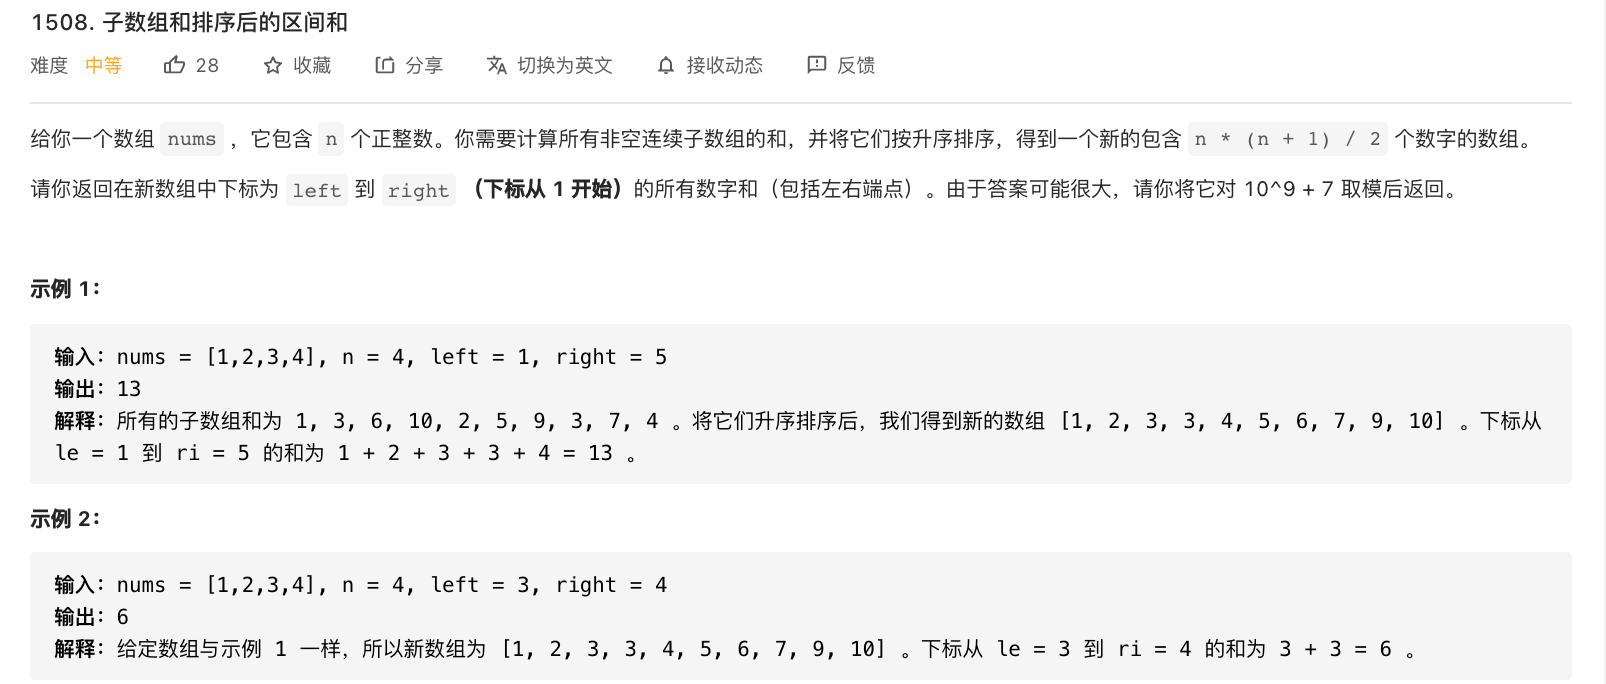 1508. 子数组和排序后的区间和
难度 中等 28 收藏 分享 切换为英文 接收动态 反馈
给你一个数组 nums ，它包含 n 个正整数。你需要计算所有非空连续子数组的和，并将它们按升序排序，得到一个新的包含 n * (n + 1) / 2 个数字的数组。
请你返回在新数组中下标为 left 到 right （下标从 1 开始）的所有数字和（包括左右端点）。由于答案可能很大，请你将它对 10^9 + 7 取模后返回。
示例 1：
输入：nums = [1,2,3,4], n = 4, left = 1, right = 5
输出：13
解释：所有的子数组和为 1, 3, 6, 10, 2, 5, 9, 3, 7, 4 。将它们升序排序后，我们得到新的数组 [1, 2, 3, 3, 4, 5, 6, 7, 9, 10] 。下标从
le = 1 到 ri = 5 的和为 1 + 2 + 3 + 3 + 4 = 13 。
示例 2：
输入：nums = [1,2,3,4], n = 4, left = 3, right = 4
输出：6
解释：给定数组与示例 1 一样，所以新数组为 [1, 2, 3, 3, 4, 5, 6, 7, 9, 10] 。下标从 le = 3 到 ri = 4 的和为 3 + 3 = 6 。